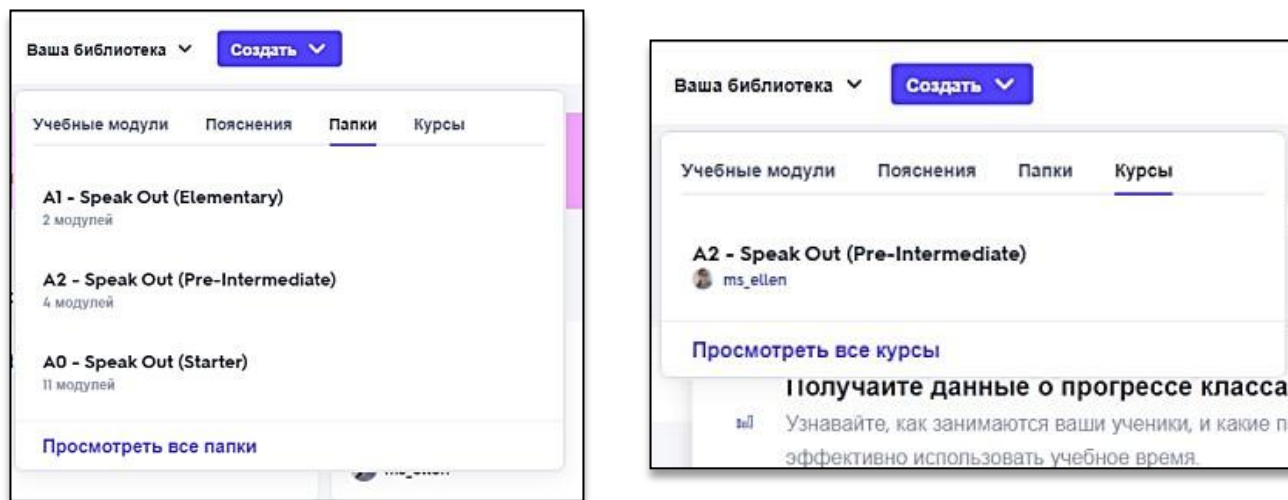 Ваша библиотека
Создать
Учебные модули Пояснения Папки Курсы
A1 - Speak Out (Elementary)
2 модулей
A2 - Speak Out (Pre-Intermediate)
4 модулей
A0 - Speak Out (Starter)
11 модулей
Просмотреть все папки
ms_ellen
Ваша библиотека
Создать
Учебные модули Пояснения Папки Курсы
A2 - Speak Out (Pre-Intermediate)
ms_ellen
Просмотреть все курсы
Получайте данные о прогрессе класса
Узнавайте, как занимаются ваши ученики, и какие п
эффективно использовать учебное время.